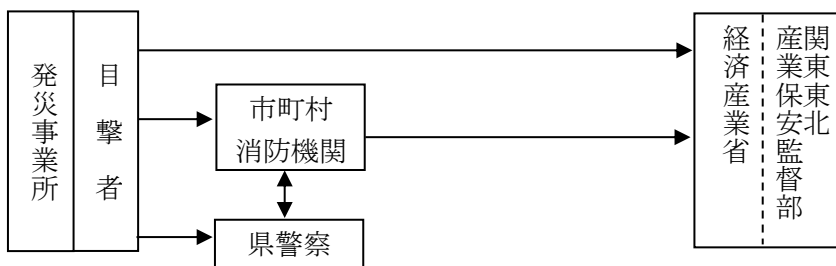 発災事業所
目撃者
市町村
消防機関
県警察
経済産業省
関東東北
産業保安監督部